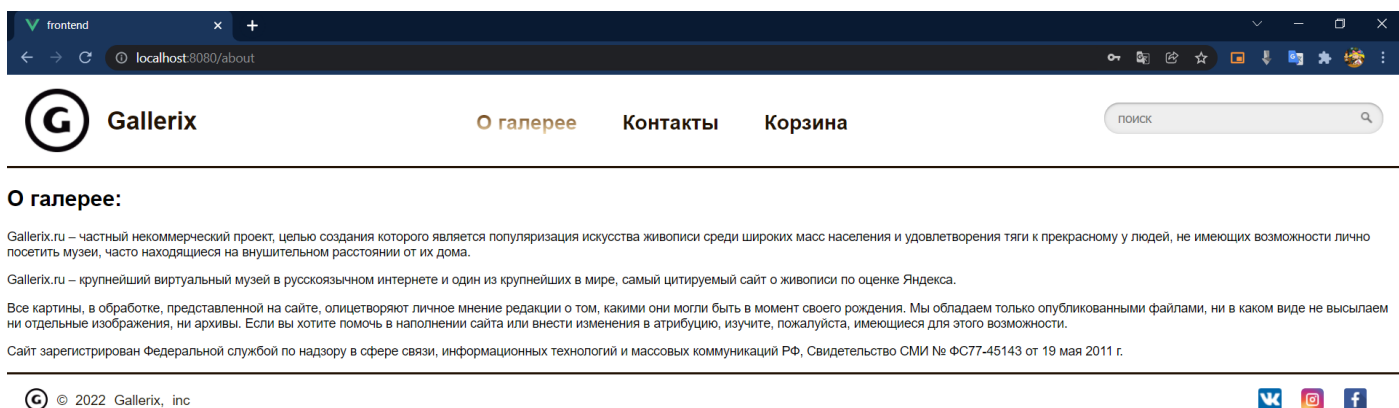 frontend
localhost:8080/about
G Gallerix О галерее Контакты Корзина поиск
О галерее:
Gallerix.ru – частный некоммерческий проект, целью создания которого является популяризация искусства живописи среди широких масс населения и удовлетворения тяги к прекрасному у людей, не имеющих возможности лично
посетить музеи, часто находящиеся на внушительном расстоянии от их дома.
Gallerix.ru – крупнейший виртуальный музей в русскоязычном интернете и один из крупнейших в мире, самый цитируемый сайт о живописи по оценке Яндекса.
Все картины, в обработке, представленной на сайте, олицетворяют личное мнение редакции о том, какими они могли быть в момент своего рождения. Мы обладаем только опубликованными файлами, ни в каком виде не высылаем
ни отдельные изображения, ни архивы. Если вы хотите помочь в наполнении сайта или внести изменения в атрибуцию, изучите, пожалуйста, имеющиеся для этого возможности.
Сайт зарегистрирован Федеральной службой по надзору в сфере связи, информационных технологий и массовых коммуникаций РФ, Свидетельство СМИ № ФС77-45143 от 19 мая 2011 г.
G © 2022 Gallerix, inc